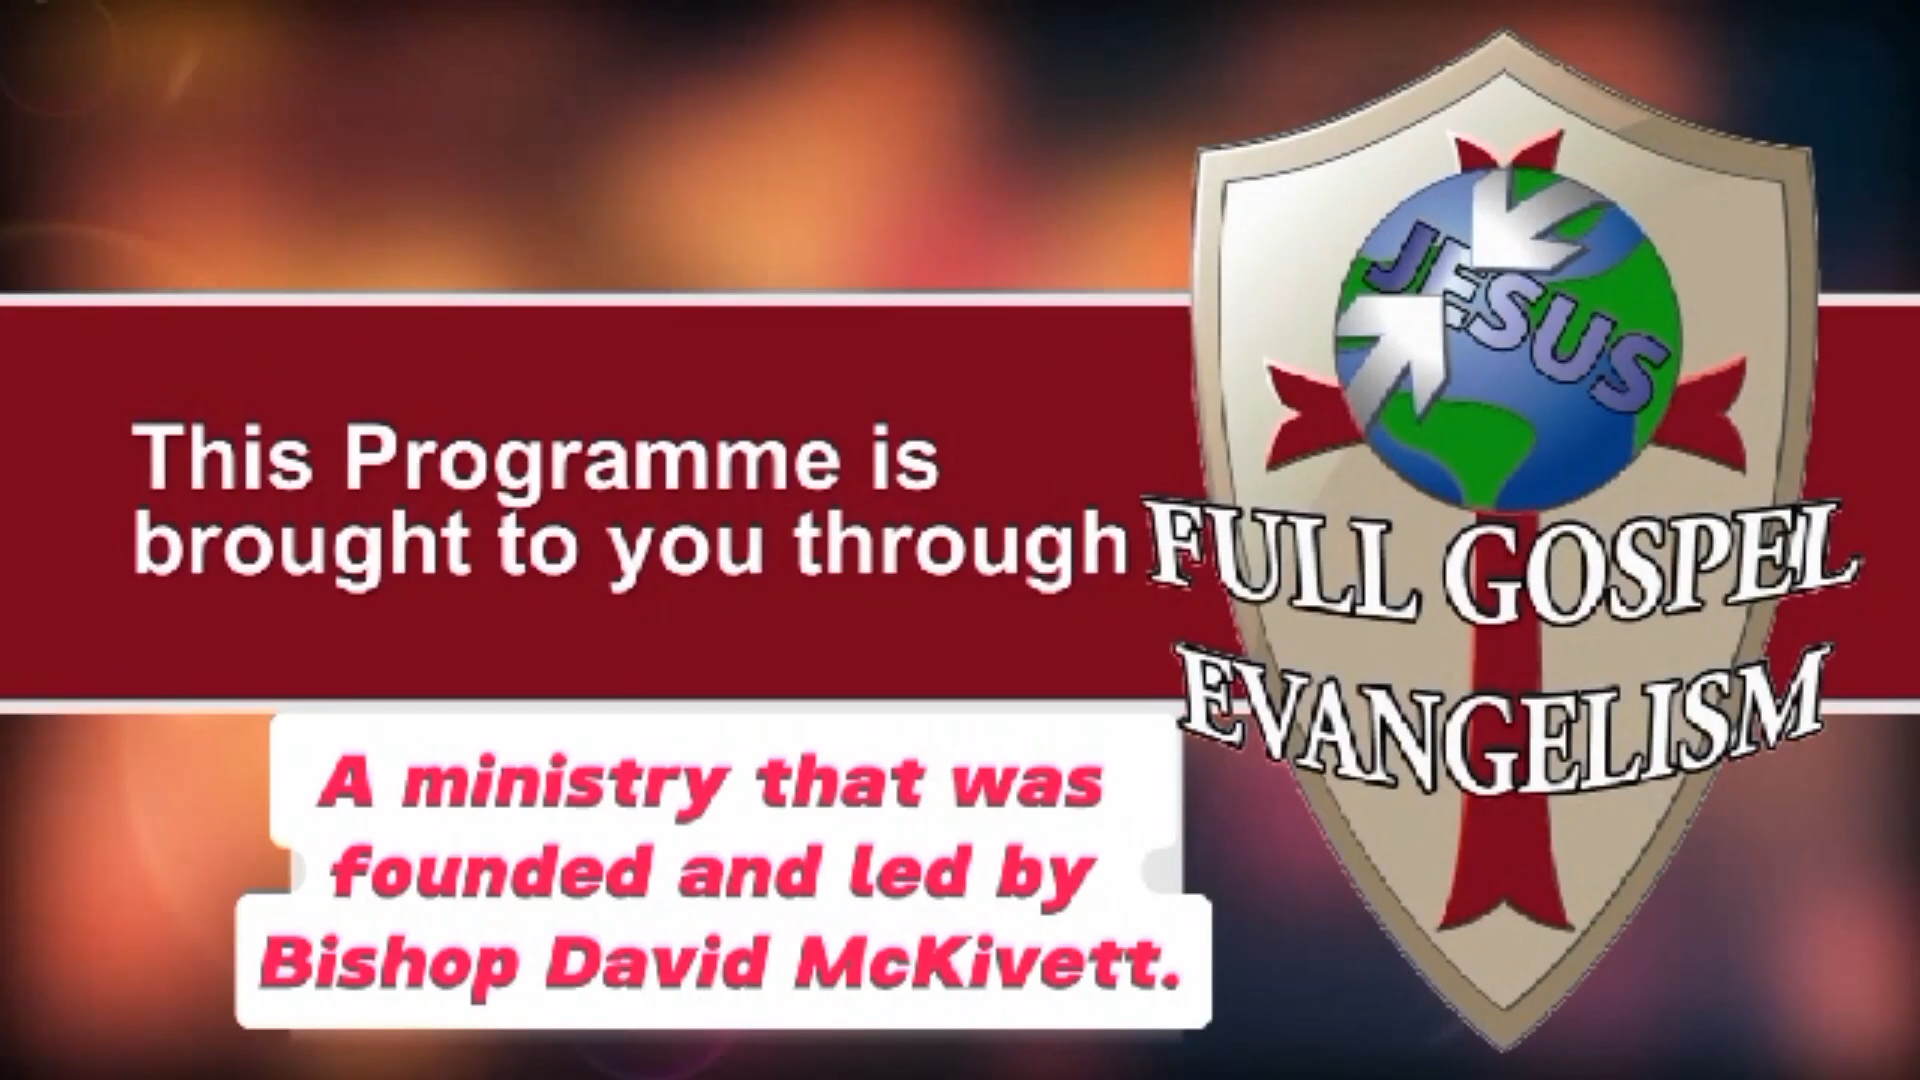 This Programme is
brought to you through
JESUS
FULL GOSPEL
EVANGELISM
A ministry that was
founded and led by
Bishop David McKivett.